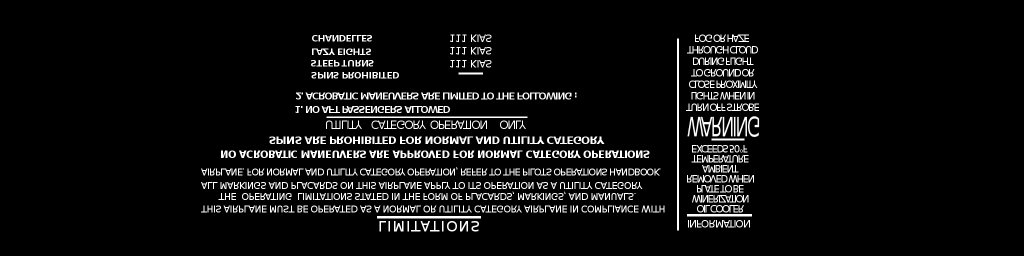 LIMITATIONS
THIS AIRPLANE MUST BE OPERATED AS A NORMAL OR UTILITY CATEGORY AIRPLANE IN COMPLIANCE WITH
THE OPERATING LIMITATIONS STATED IN THE FORM OF PLACARDS, MARKINGS, AND MANUALS.
ALL MARKINGS AND PLACARDS ON THIS AIRPLANE APPLY TO ITS OPERATION AS A UTILITY CATEGORY
AIRPLANE. FOR NORMAL AND UTILITY CATEGORY OPERATION, REFER TO THE PILOTS OPERATIONS HANDBOOK.
NO ACROBATIC MANEUVERS ARE APPROVED FOR NORMAL CATEGORY OPERATIONS
SPINS ARE PROHIBITED FOR NORMAL AND UTILITY CATEGORY
UTILITY CATEGORY OPERATION ONLY
1. NO AFT PASSENGERS ALLOWED
2. ACROBATIC MANEUVERS ARE LIMITED TO THE FOLLOWING :
SPINS PROHIBITED
STEEP TURNS 111 KIAS
LAZY EIGHTS 111 KIAS
CHANDELLES 111 KIAS
INFORMATION
OIL COOLER
WINERIZATION
PLATE TO BE
REMOVED WHEN
AMBIENT
TEMPERATURE
EXCEEDS 50°F
WARNING
TURN OFF STROBE
LIGHTS WHEN IN
CLOSE PROXIMITY
TO GROUND OR
DURING FLIGHT
THROUGH CLOUD
FOG OR HAZE